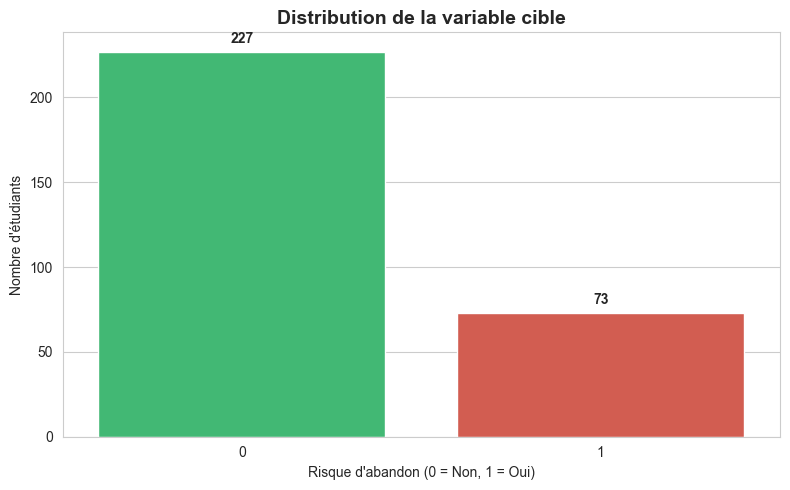 Distribution de la variable cible
227
73
Nombre d'étudiants
200
150
100
50
0
0 1
Risque d'abandon (0 = Non, 1 = Oui)